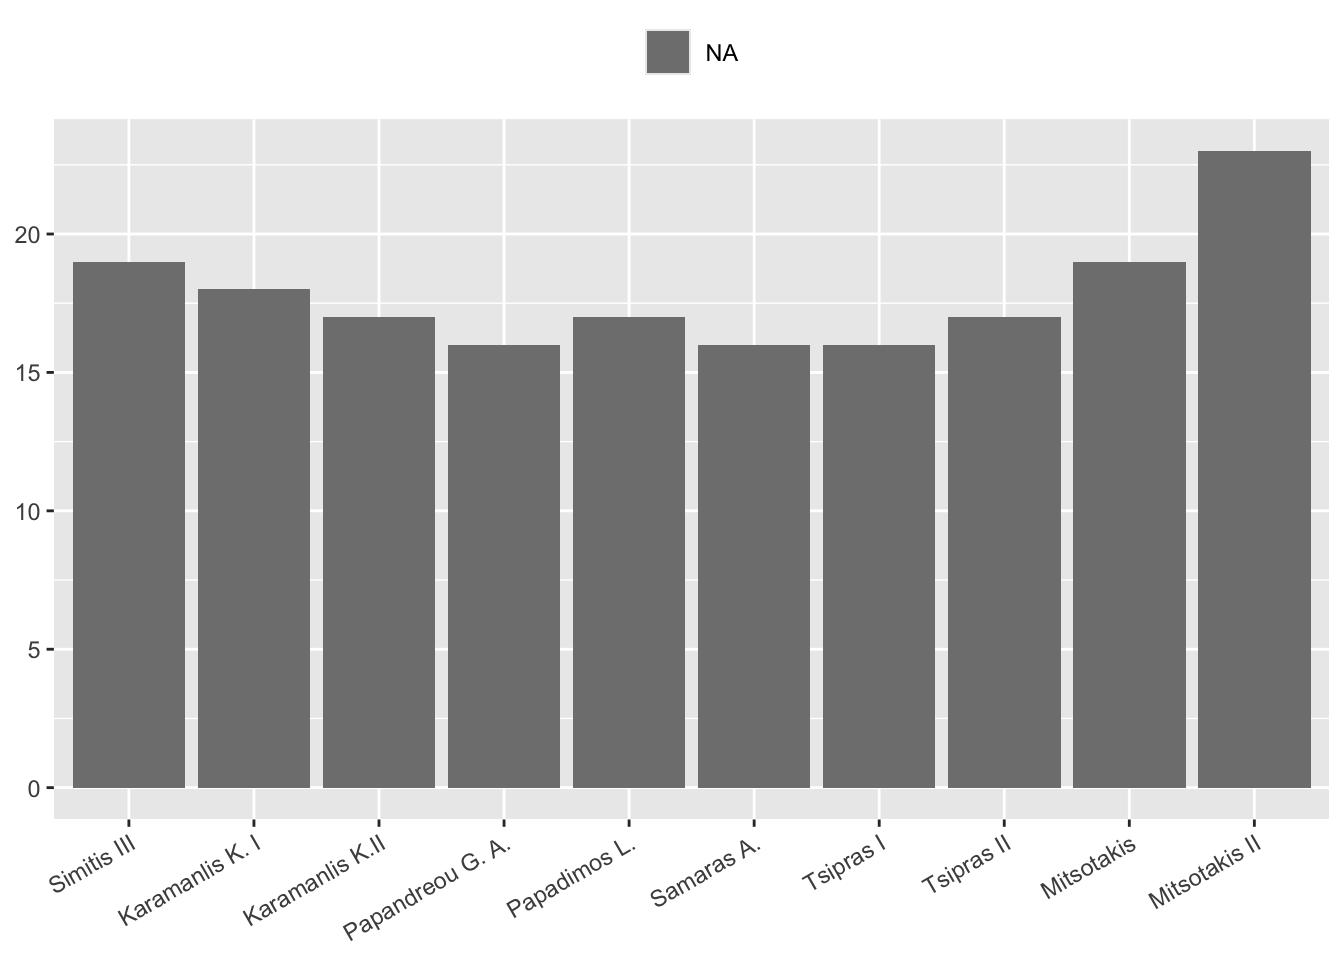 NA
20
15
10
5
0
Simitis III
Karamanlis K. I
Karamanlis K.II
Papandreou G. A.
Papadimos L.
Samaras A.
Tsipras I
Tsipras II
Mitsotakis
Mitsotakis II